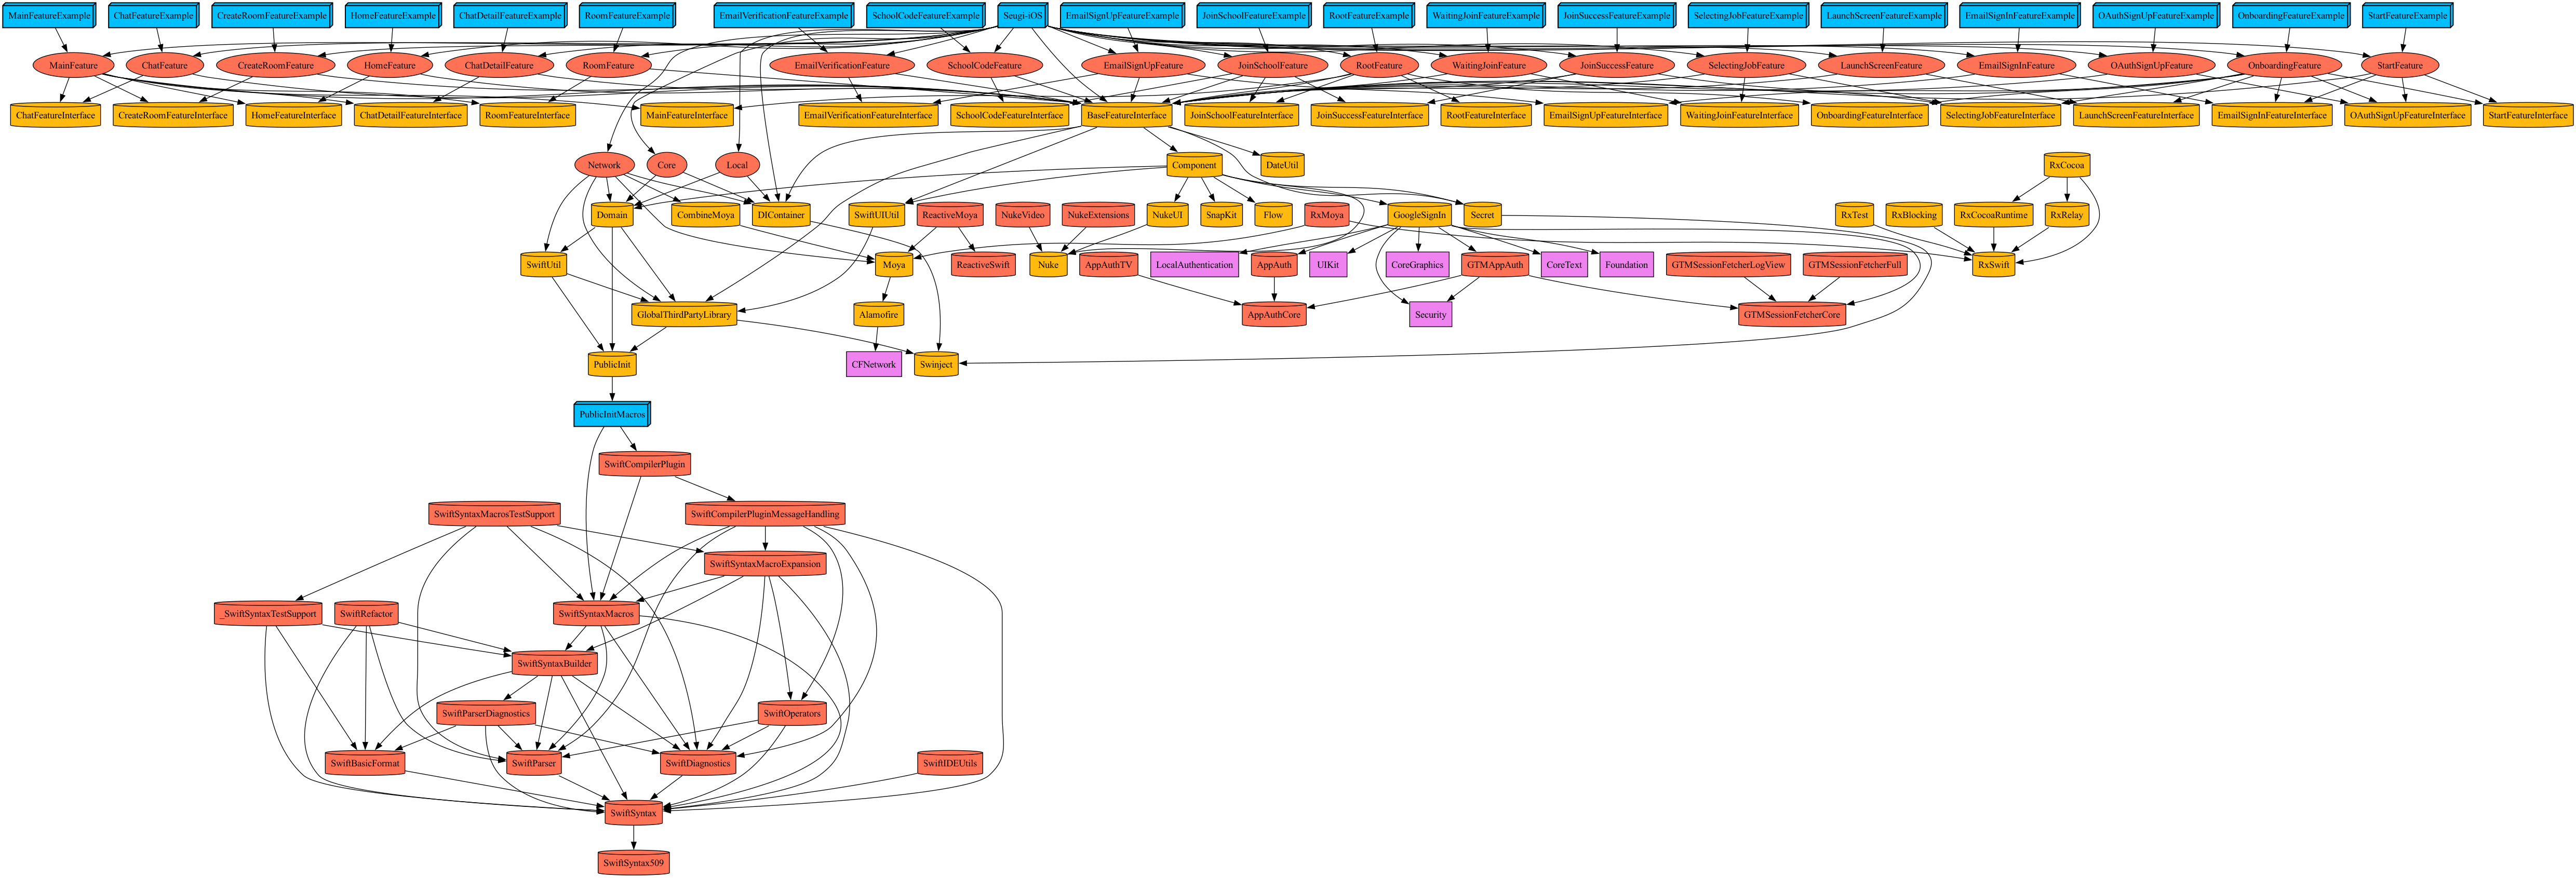 MainFeatureExample
ChatFeatureExample
CreateRoomFeatureExample
HomeFeatureExample
ChatDetailFeatureExample
RoomFeatureExample
EmailVerificationFeatureExample
SchoolCodeFeatureExample
Seugi-iOS
EmailSignUpFeatureExample
JoinSchoolFeatureExample
RootFeatureExample
WaitingJoinFeatureExample
JoinSuccessFeatureExample
SelectingJobFeatureExample
LaunchScreenFeatureExample
EmailSignInFeatureExample
OAuthSignUpFeatureExample
OnboardingFeatureExample
StartFeatureExample
MainFeature
ChatFeature
CreateRoomFeature
HomeFeature
ChatDetailFeature
RoomFeature
EmailVerificationFeature
SchoolCodeFeature
EmailSignUpFeature
JoinSchoolFeature
RootFeature
WaitingJoinFeature
JoinSuccessFeature
SelectingJobFeature
LaunchScreenFeature
EmailSignInFeature
OAuthSignUpFeature
OnboardingFeature
StartFeature
ChatFeatureInterface
CreateRoomFeatureInterface
HomeFeatureInterface
ChatDetailFeatureInterface
RoomFeatureInterface
MainFeatureInterface
EmailVerificationFeatureInterface
SchoolCodeFeatureInterface
BaseFeatureInterface
JoinSchoolFeatureInterface
JoinSuccessFeatureInterface
RootFeatureInterface
EmailSignUpFeatureInterface
WaitingJoinFeatureInterface
OnboardingFeatureInterface
SelectingJobFeatureInterface
LaunchScreenFeatureInterface
EmailSignInFeatureInterface
OAuthSignUpFeatureInterface
StartFeatureInterface
Network
Core
Local
Component
DateUtil
RxCocoa
Domain
CombineMoya
DIContainer
SwiftUIUtil
ReactiveMoya
NukeVideo
NukeExtensions
NukeUI
SnapKit
Flow
RxMoya
GoogleSignIn
Secret
RxTest
RxBlocking
RxCocoaRuntime
RxRelay
SwiftUtil
Moya
ReactiveSwift
Nuke
AppAuthTV
LocalAuthentication
AppAuth
UIKit
CoreGraphics
GTMAppAuth
CoreText
Foundation
GTMSessionFetcherLogView
GTMSessionFetcherFull
RxSwift
GlobalThirdPartyLibrary
Alamofire
AppAuthCore
Security
GTMSessionFetcherCore
PublicInit
CFNetwork
Swinject
PublicInitMacros
SwiftCompilerPlugin
SwiftSyntaxMacrosTestSupport
SwiftCompilerPluginMessageHandling
SwiftSyntaxMacroExpansion
_SwiftSyntaxTestSupport
SwiftRefactor
SwiftSyntaxMacros
SwiftSyntaxBuilder
SwiftParserDiagnostics
SwiftOperators
SwiftBasicFormat
SwiftParser
SwiftDiagnostics
SwiftIDEUtils
SwiftSyntax
SwiftSyntax509